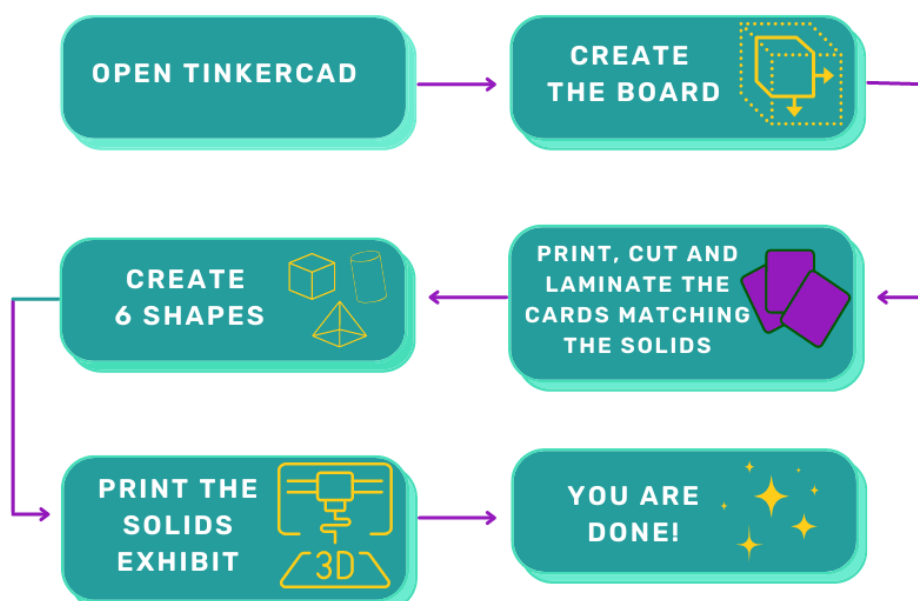 OPEN TINKERCAD
CREATE
THE BOARD
PRINT, CUT AND
LAMINATE THE
CARDS MATCHING
THE SOLIDS
CREATE
6 SHAPES
PRINT THE
SOLIDS
EXHIBIT
3D
YOU ARE
DONE!